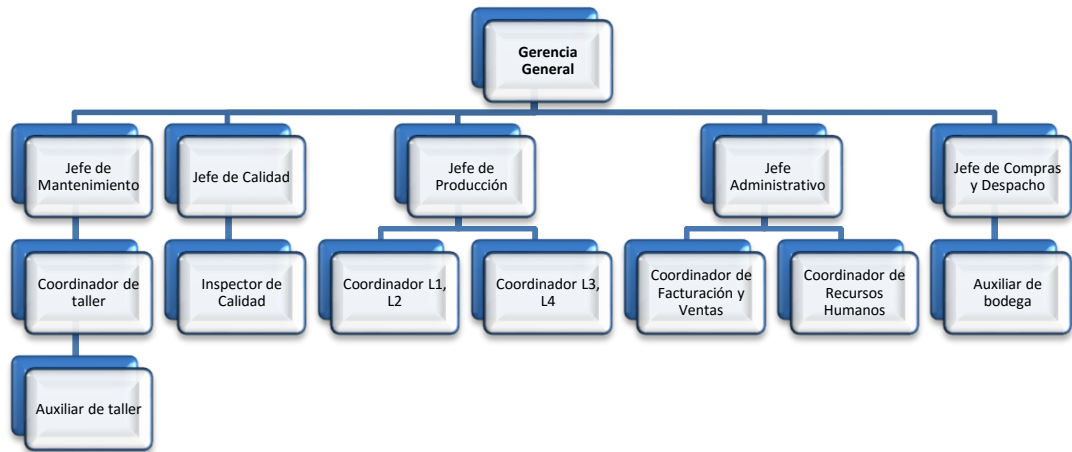 Gerencia
General
Jefe de
Mantenimiento
Jefe de Calidad
Jefe de
Producción
Jefe
Administrativo
Jefe de Compras
y Despacho
Coordinador de
taller
Inspector de
Calidad
Coordinador L1,
L2
Coordinador L3,
L4
Coordinador de
Facturación y
Ventas
Coordinador de
Recursos
Humanos
Auxiliar de
bodega
Auxiliar de taller